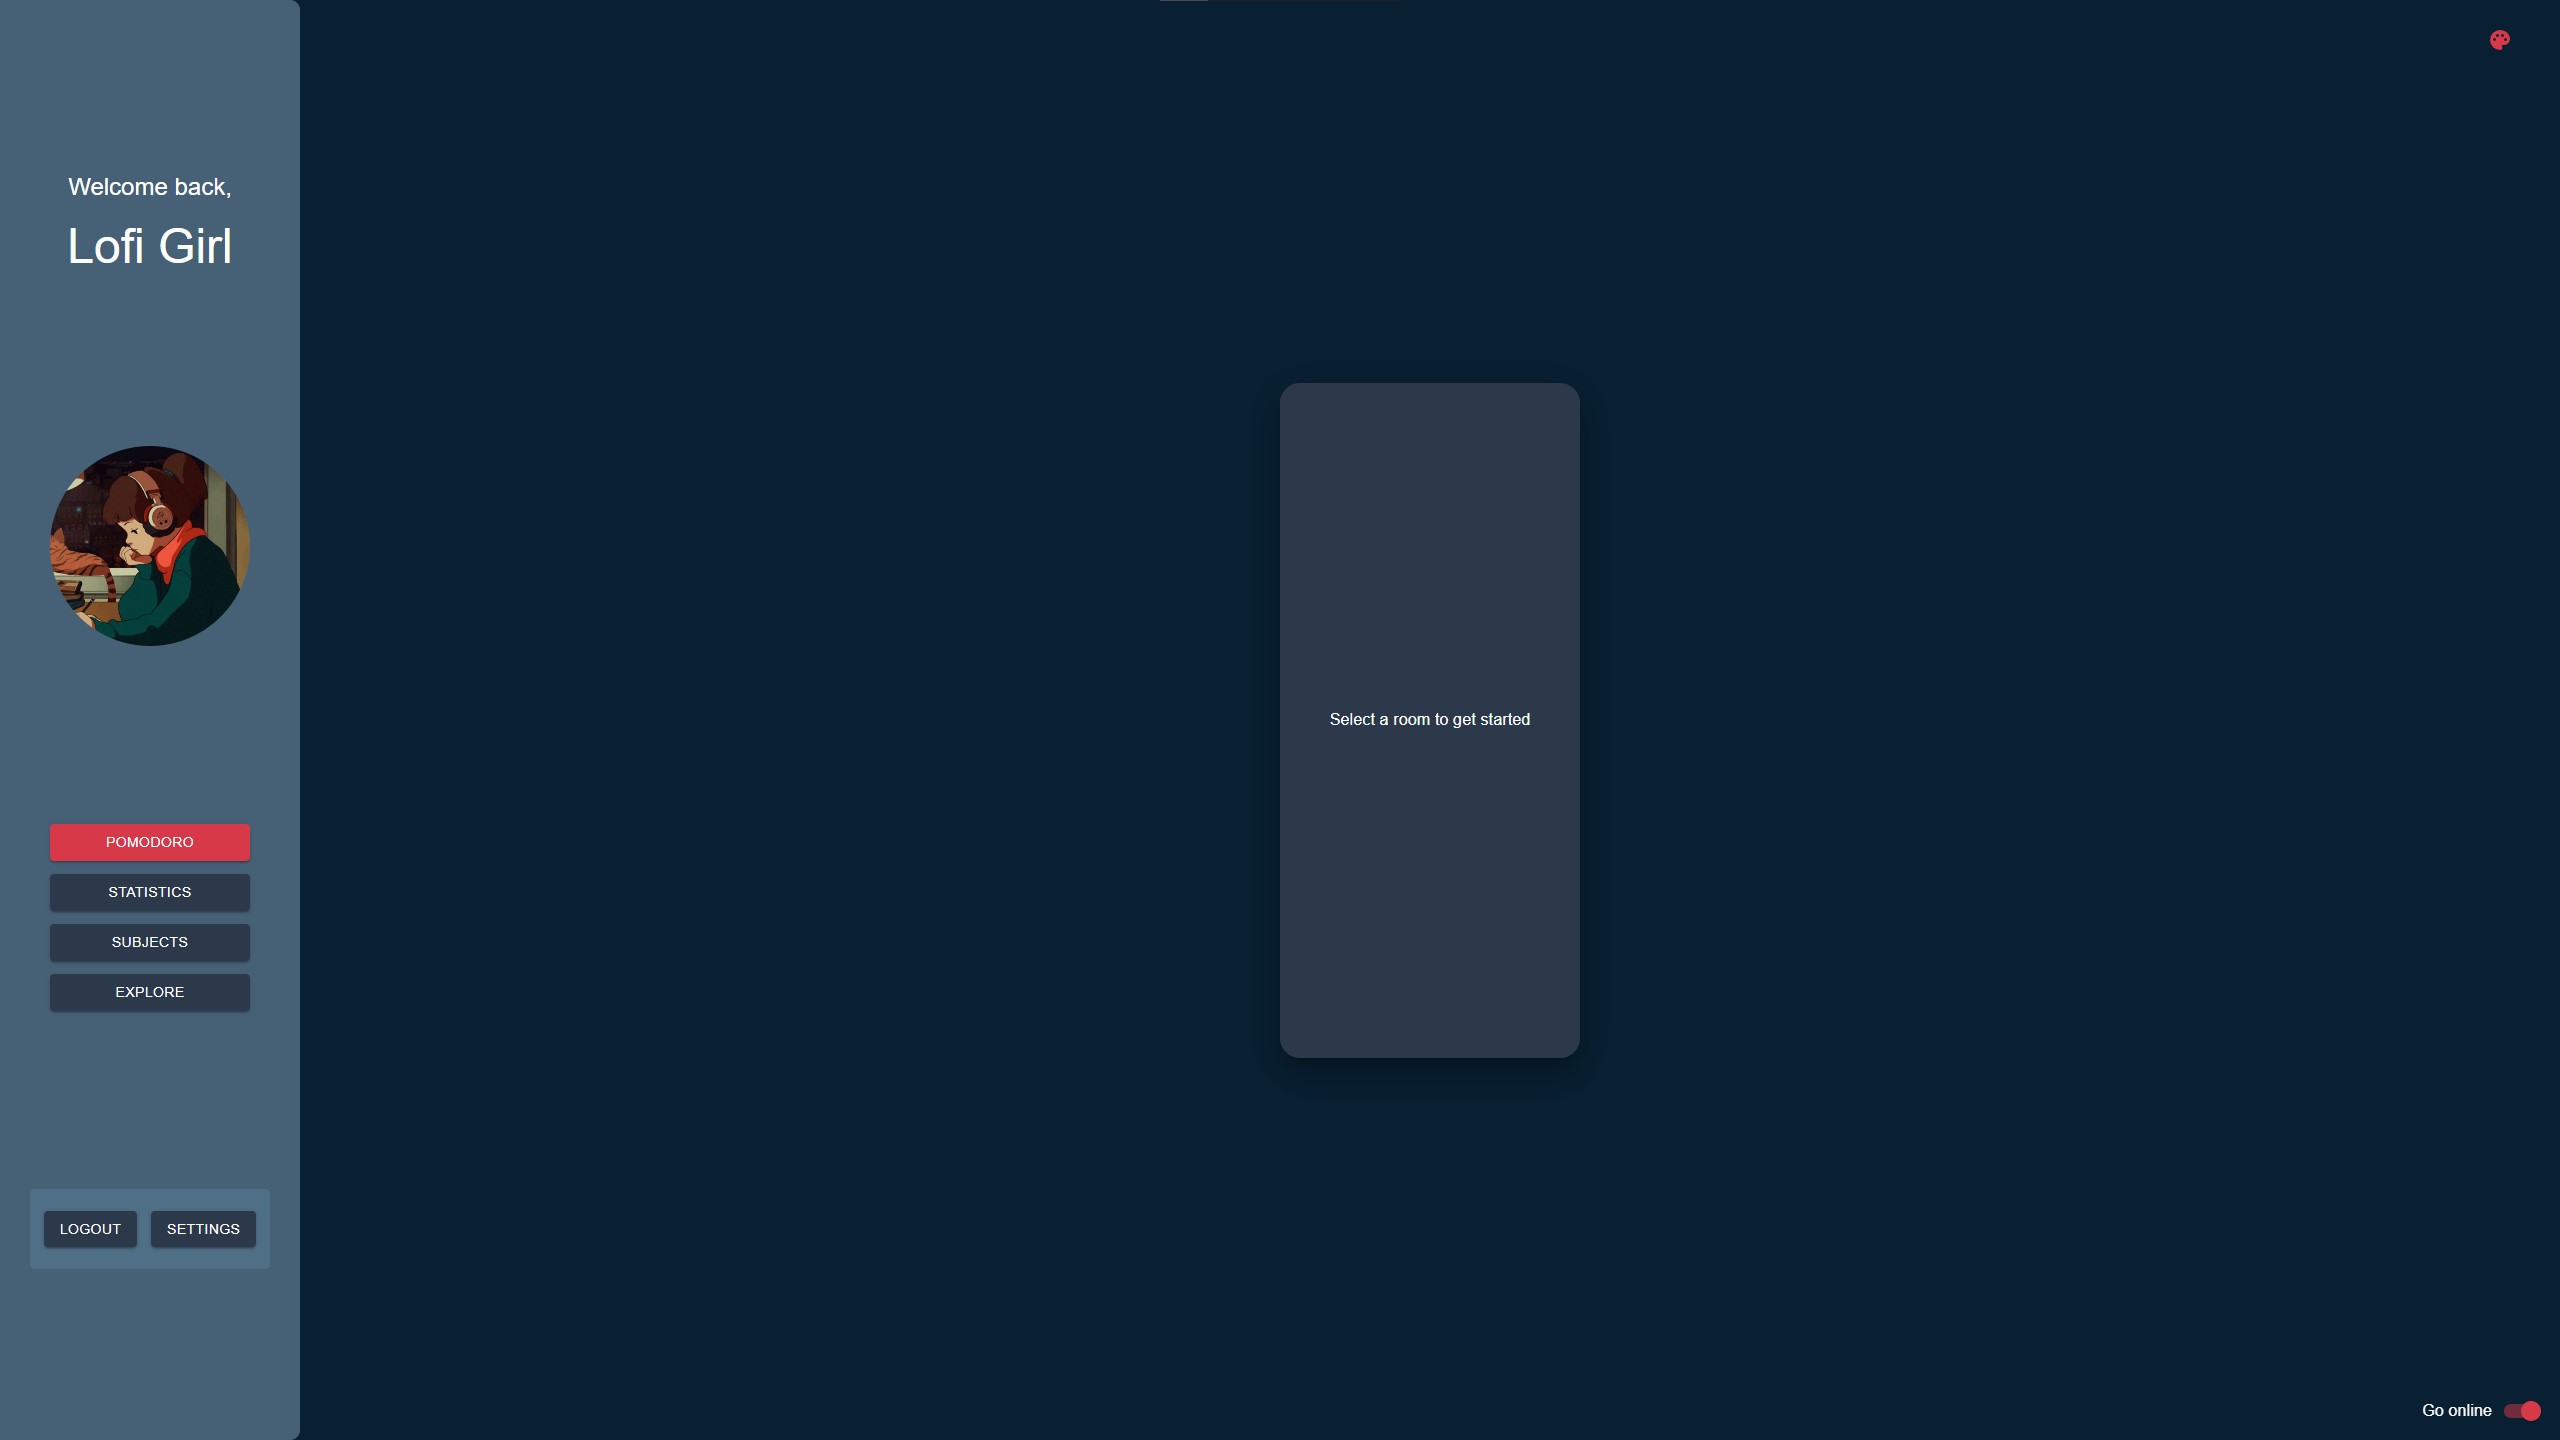 Welcome back,
Lofi Girl
POMODORO
STATISTICS
SUBJECTS
EXPLORE
LOGOUT
SETTINGS
Select a room to get started
Go online